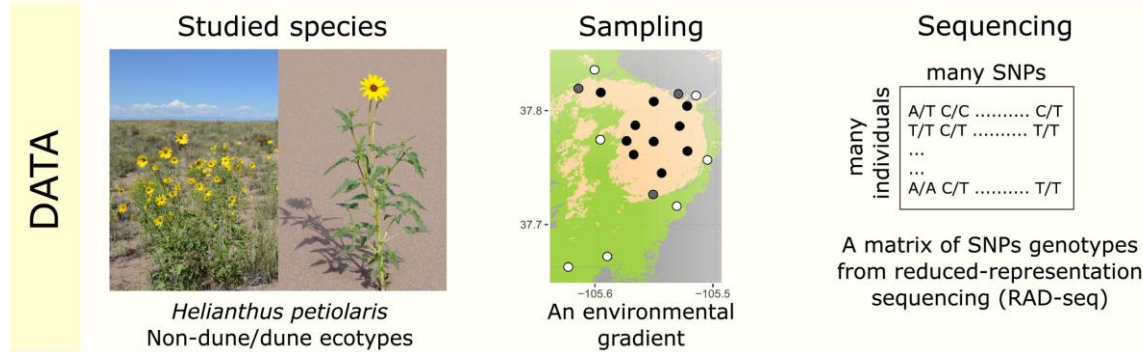 DATA
Studied species
Helianthus petiolaris
Non-dune/dune ecotypes
Sampling
37.8
37.7
−105.6
−105.5
An environmental
gradient
Sequencing
many SNPs
many
individuals
A/T C/C .......... C/T
T/T C/T .......... T/T
...
...
A/A C/T .......... T/T
A matrix of SNPs genotypes
from reduced-representation
sequencing (RAD-seq)